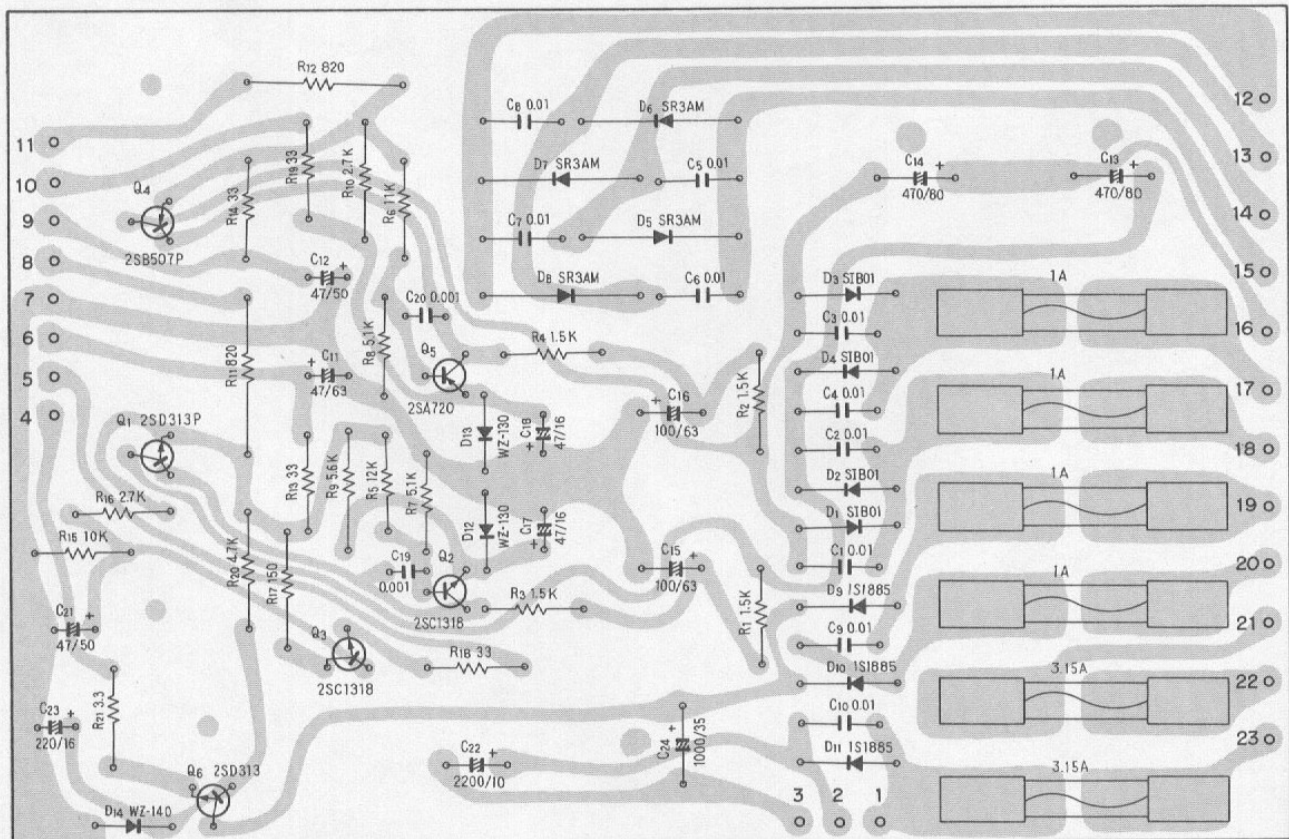 R12 820
C8 0.01
D6 SR3AM
12
11
C14
+
470/80
C13
+
470/80
13
D7 SR3AM
C5 0.01
10
Q4
R19 33
R10 2.7K
R14 33
R6 11K
9
2SB507P
C7 0.01
D5 SR3AM
14
8
C12
+
47/50
D8 SR3AM
C6 0.01
15
D3 SIB01
1A
7
C20 0.001
C3 0.01
16
6
R8 5.1K
Q5
R4 1.5K
D4 SIB01
1A
17
5
R11 820
+
C11
47/63
2SA720
R2 1.5K
C4 0.01
4
+
C16
100/63
Q1 2SD313P
D13
WZ-130
C18
+
47/16
C2 0.01
18
D2 SIB01
1A
R16 2.7K
R13 33
R9 5.6K
R5 12K
R7 5.1K
19
D1 SIB01
D12
WZ-130
C17
+
47/16
R15 10K
R20 4.7K
R17 150
C19
0.001
Q2
C15
+
100/63
C1 0.01
20
1A
2SC1318
R3 1.5K
R1 1.5K
D9 1S1885
C21
+
47/50
Q3
C9 0.01
21
2SC1318
R18 33
D10 1S1885
3.15A
22
R21 3.3
C23
+
220/16
C10 0.01
+
C24
1000/35
23
C22
+
2200/10
D11 1S1885
3.15A
Q6 2SD313
D14 WZ-140
3
2
1